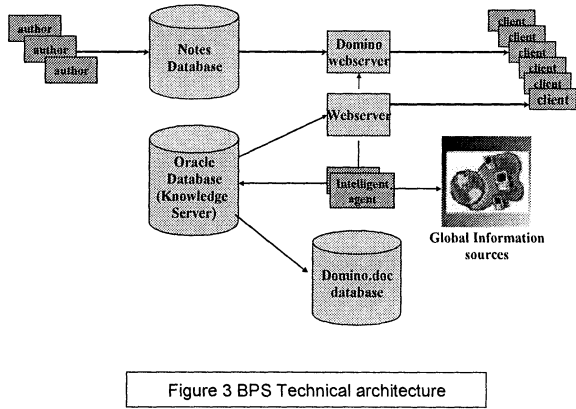 author
author
author
Notes
Database
Domino
webserver
client
client
client
client
client
client
Webserver
Oracle
Database
(Knowledge
Server)
Intelligent
agent
Global Information
sources
Domino.doc
database
Figure 3 BPS Technical architecture